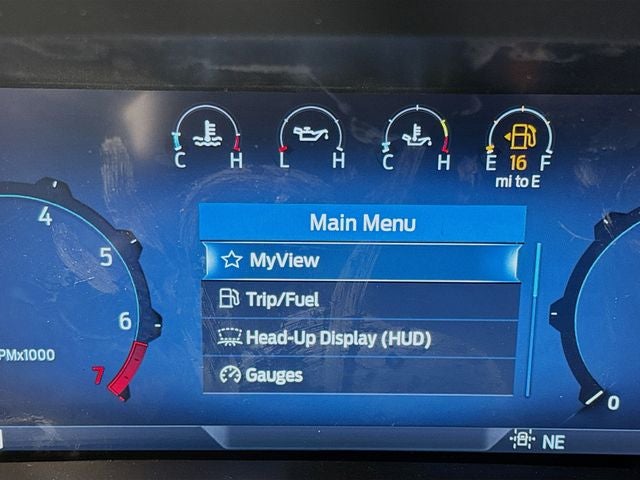 C H L H C H E 16 F
mi to E
Main Menu
4
MyView
5
Trip/Fuel
6
Head-Up Display (HUD)
PMx1000
7
Gauges
0
NE